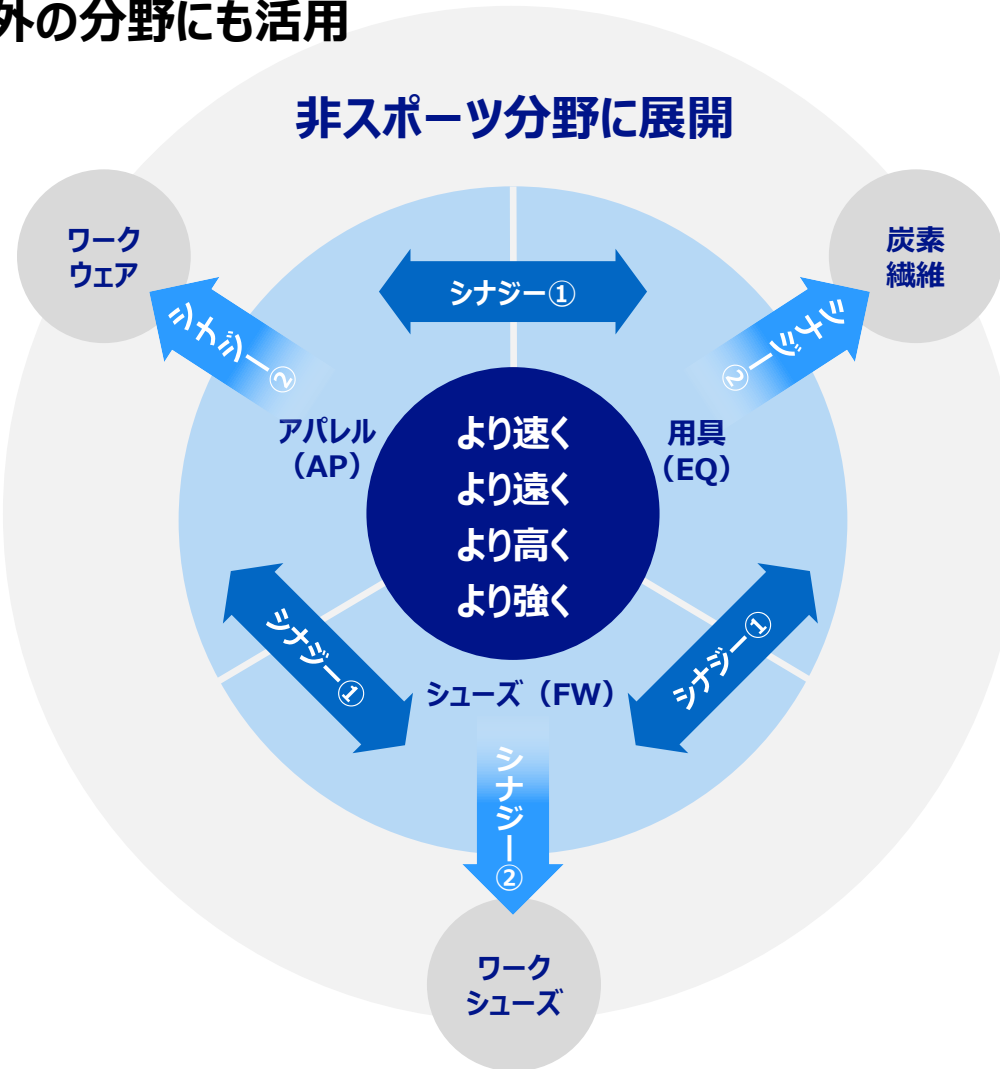 外の分野にも活用
非スポーツ分野に展開
ワーク
ウェア
炭素
繊維
シナジー①
シナジー②
シナジー②
アパレル
（AP）
より速く
より遠く
より高く
より強く
用具
（EQ）
シナジー①
シナジー①
シューズ（FW）
シナジー②
ワーク
シューズ